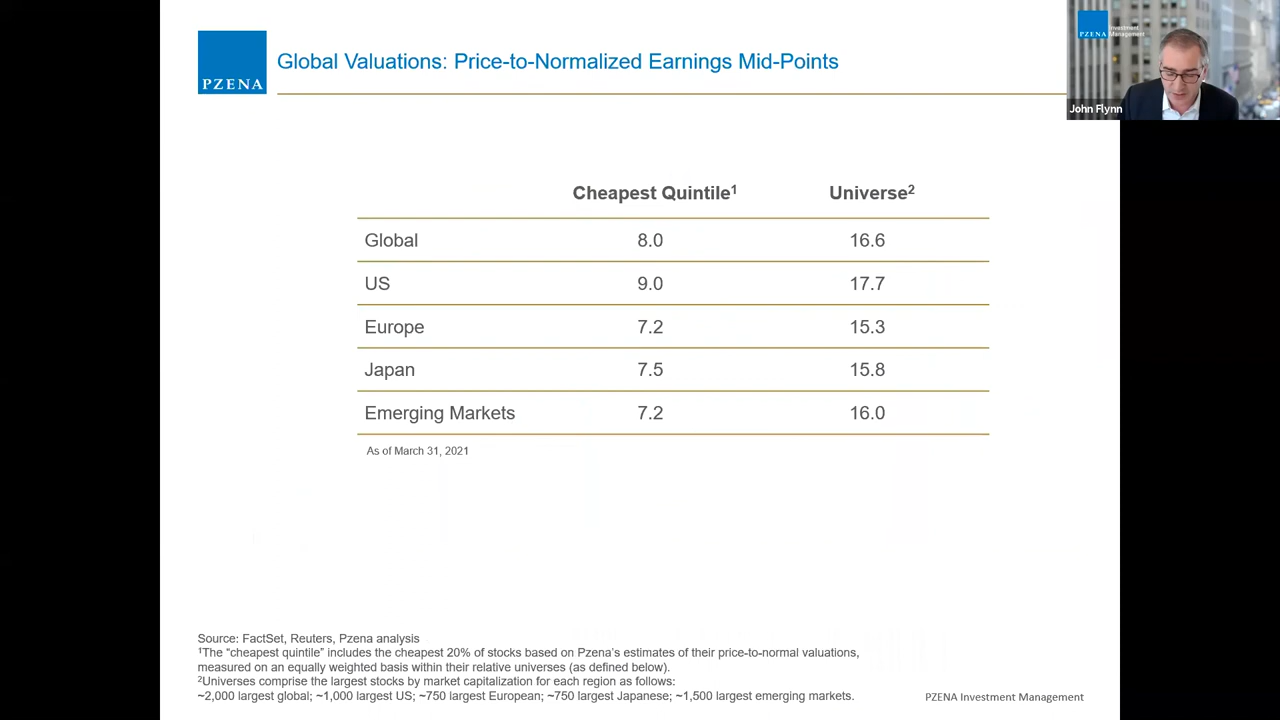 PZENA
Global Valuations: Price-to-Normalized Earnings Mid-Points
PZENA Investment Management
John Flynn
Cheapest Quintile¹ Universe²
Global 8.0 16.6
US 9.0 17.7
Europe 7.2 15.3
Japan 7.5 15.8
Emerging Markets 7.2 16.0
As of March 31, 2021
Source: FactSet, Reuters, Pzena analysis
¹The “cheapest quintile” includes the cheapest 20% of stocks based on Pzena’s estimates of their price-to-normal valuations,
measured on an equally weighted basis within their relative universes (as defined below).
²Universes comprise the largest stocks by market capitalization for each region as follows:
~2,000 largest global; ~1,000 largest US; ~750 largest European; ~750 largest Japanese; ~1,500 largest emerging markets.
PZENA Investment Management